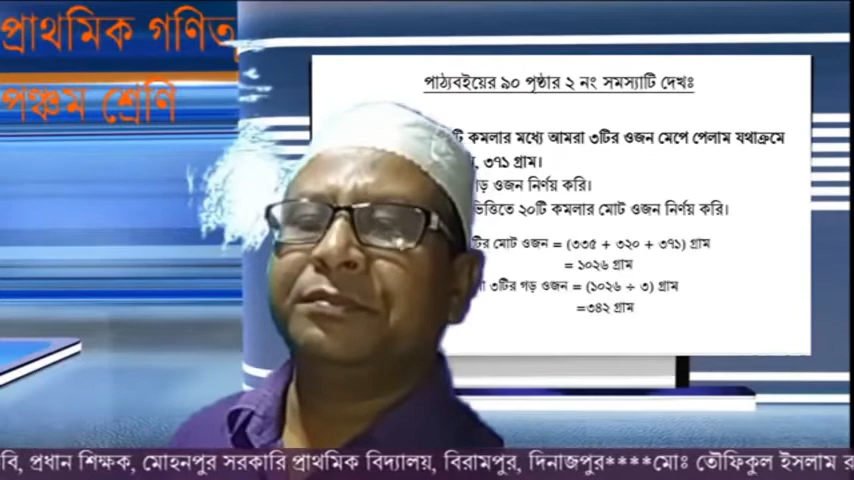 প্রাথমিক গণিত,
পঞ্চম শ্রেণি
পাঠ্যবইয়ের ৯০ পৃষ্ঠার ২ নং সমস্যাটি দেখঃ
টি কমলার মধ্যে আমরা ৩টির ওজন মেপে পেলাম যথাক্রমে
, ৩৭১ গ্রাম।
ড় ওজন নির্ণয় করি।
ভিত্তিতে ২০টি কমলার মোট ওজন নির্ণয় করি।
টির মোট ওজন = (৩৩৫ + ৩২০ + ৩৭১) গ্রাম
= ১০২৬ গ্রাম
৩টির গড় ওজন = (১০২৬ ÷ ৩) গ্রাম
=৩৪২ গ্রাম
বি, প্রধান শিক্ষক, মোহনপুর সরকারি প্রাথমিক বিদ্যালয়, বিরামপুর, দিনাজপুর****মোঃ তৌফিকুল ইসলাম র